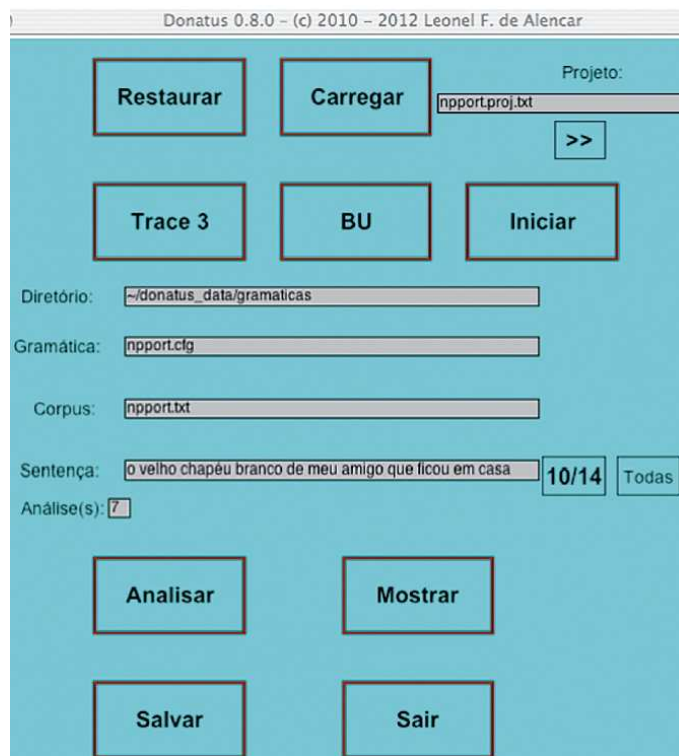 Donatus 0.8.0 – (c) 2010 – 2012 Leonel F. de Alencar
Projeto:
Restaurar Carregar npport.proj.txt
>>
Trace 3 BU Iniciar
Diretório: ~/donatus_data/gramaticas
Gramática: npport.cfg
Corpus: npport.txt
Sentença: o velho chapéu branco de meu amigo que ficou em casa 10/14 Todas
Análise(s): 7
Analisar Mostrar
Salvar Sair